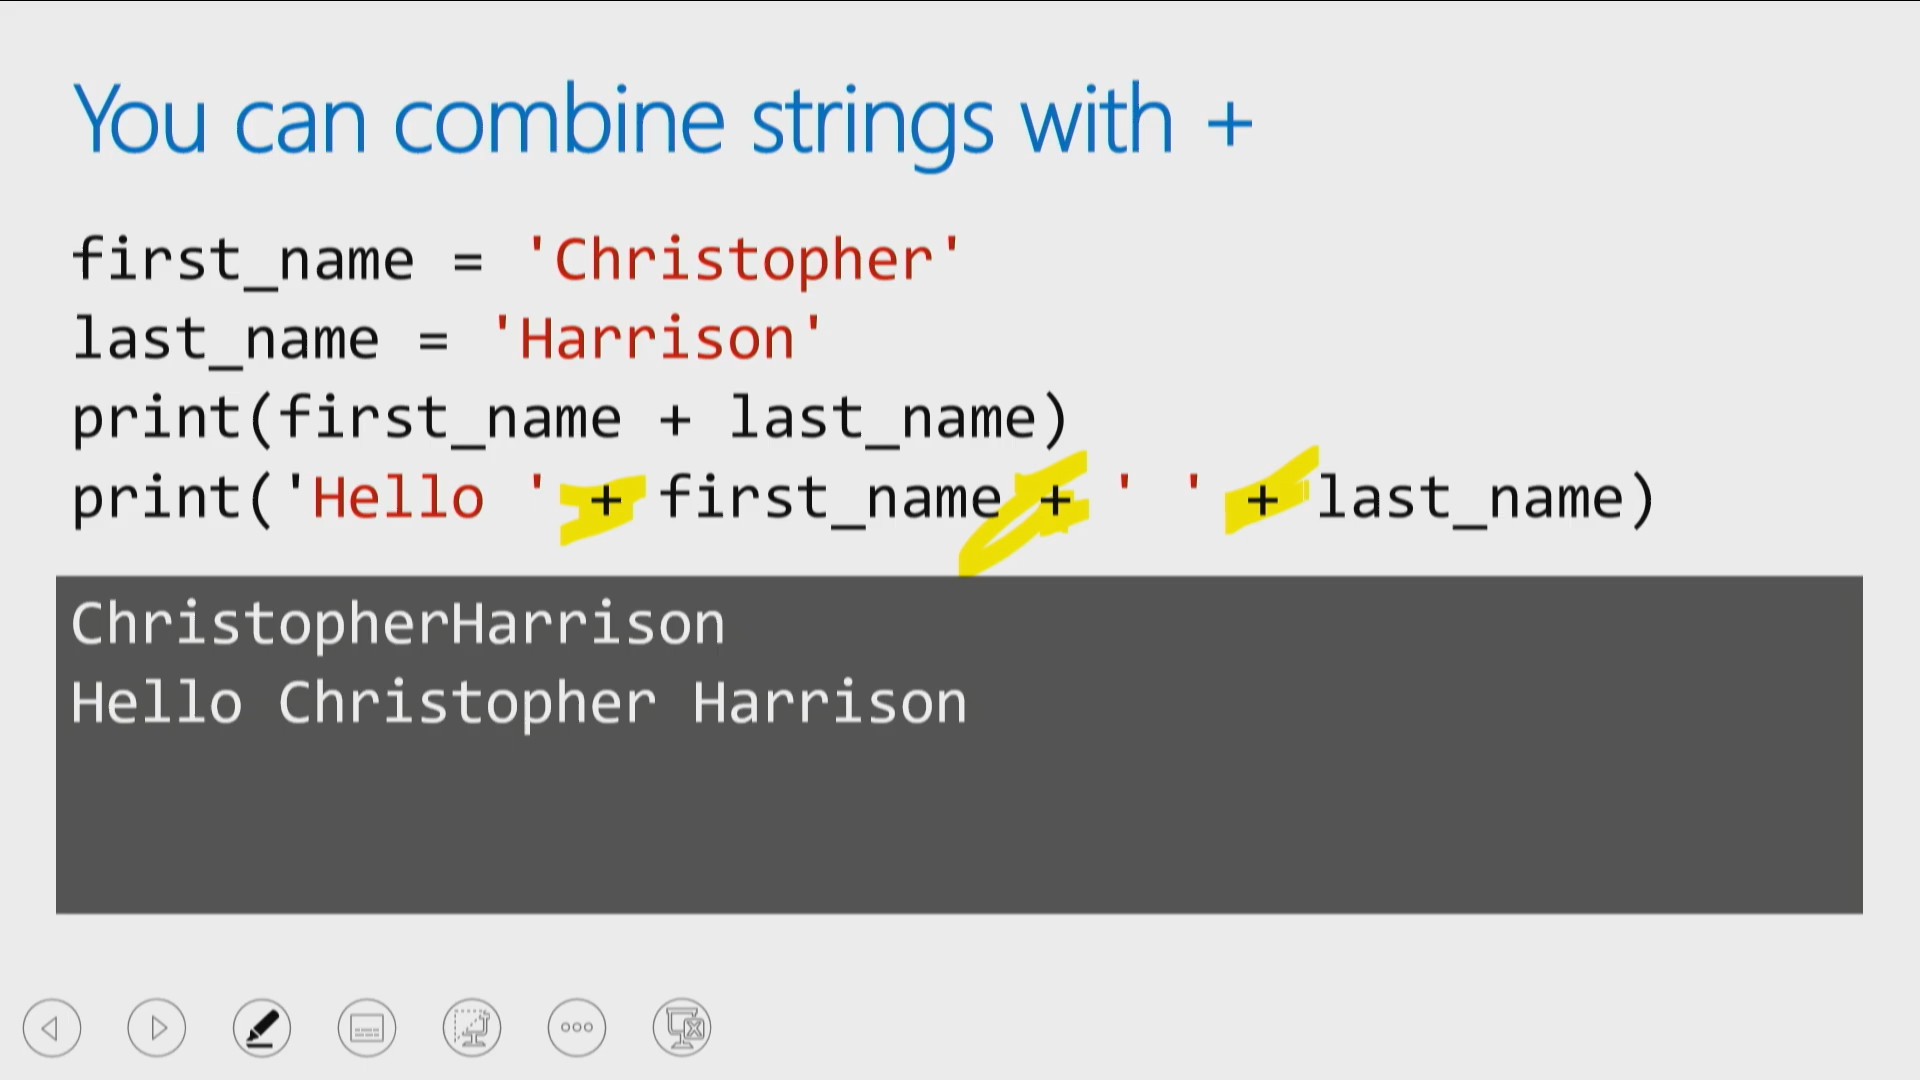 You can combine strings with +
first_name = 'Christopher'
last_name = 'Harrison'
print(first_name + last_name)
print('Hello ' + first_name + ' ' + last_name)
ChristopherHarrison
Hello Christopher Harrison